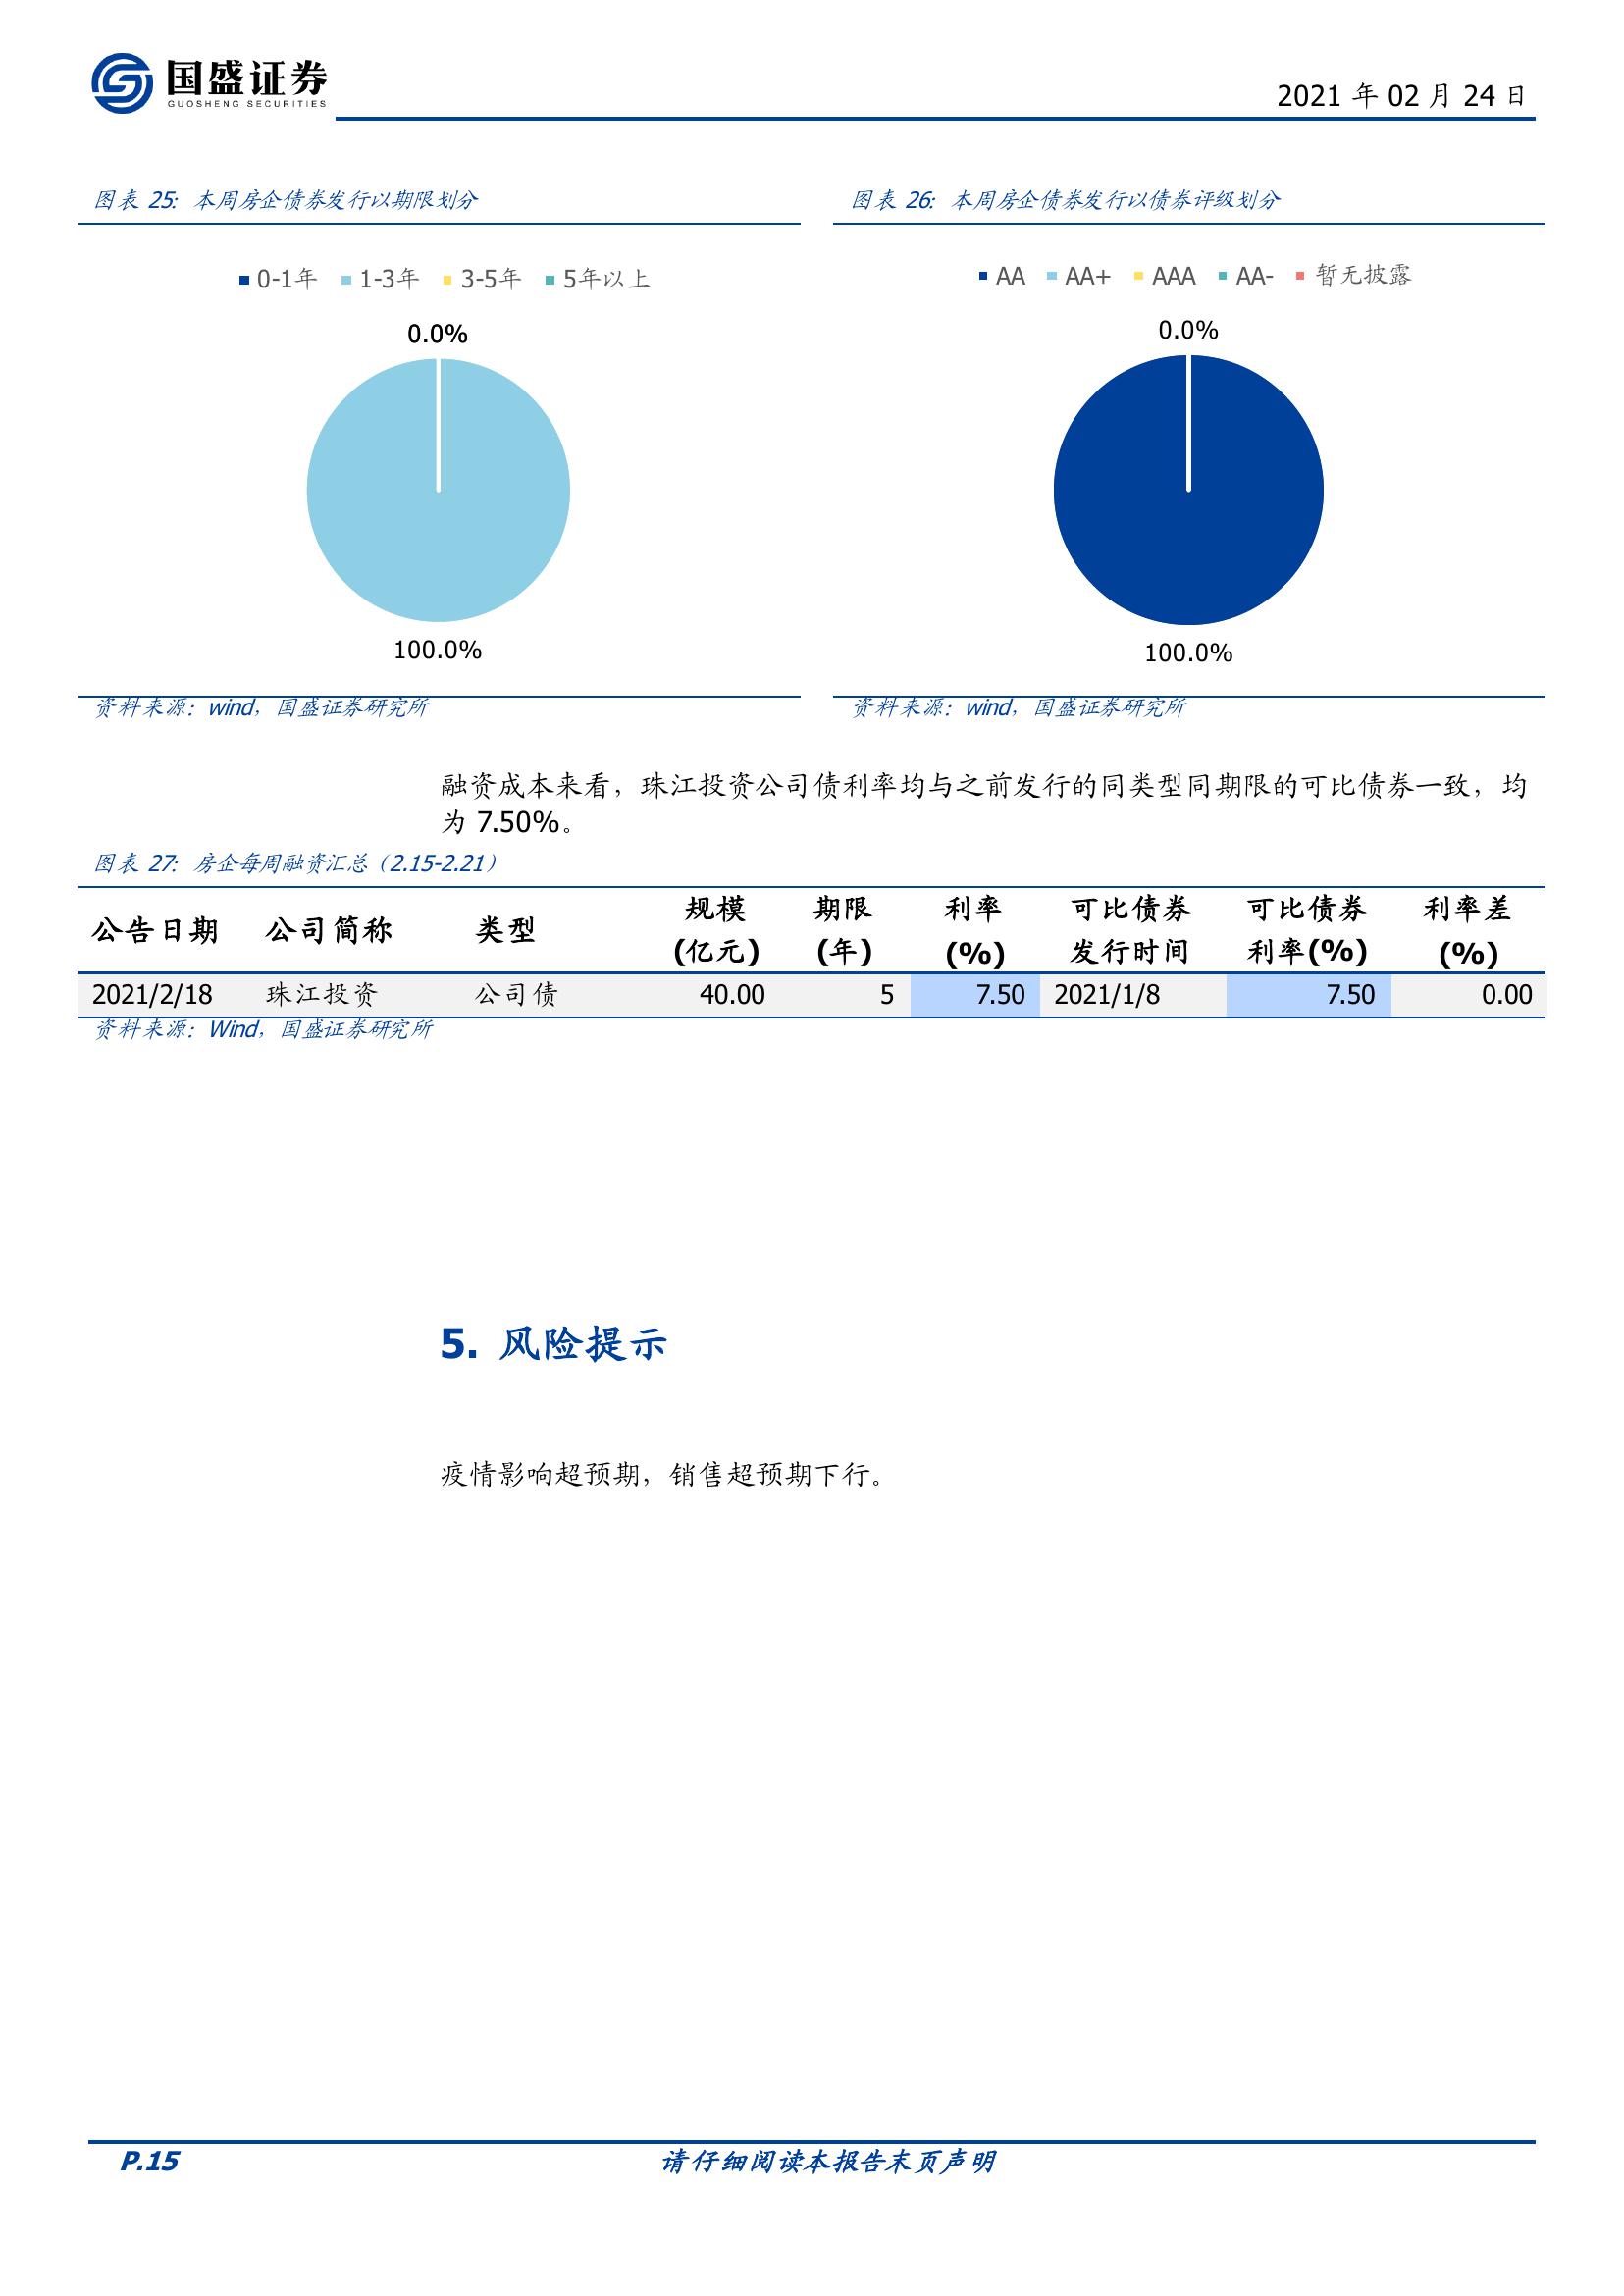 国盛证券
GUOSHENG SECURITIES
2021 年 02 月 24 日
图表 25: 本周房企债券发行以期限划分
0-1年 1-3年 3-5年 5年以上
0.0%
100.0%
资料来源：wind，国盛证券研究所
图表 26: 本周房企债券发行以债券评级划分
AA AA+ AAA AA- 暂无披露
0.0%
100.0%
资料来源：wind，国盛证券研究所
融资成本来看，珠江投资公司债利率均与之前发行的同类型同期限的可比债券一致，均
为 7.50%。
图表 27: 房企每周融资汇总（2.15-2.21）
公告日期 公司简称 类型 规模(亿元) 期限(年) 利率(%) 可比债券发行时间 可比债券利率(%) 利率差(%)
2021/2/18 珠江投资 公司债 40.00 5 7.50 2021/1/8 7.50 0.00
资料来源：Wind，国盛证券研究所
5. 风险提示
疫情影响超预期，销售超预期下行。
P.15 请仔细阅读本报告末页声明